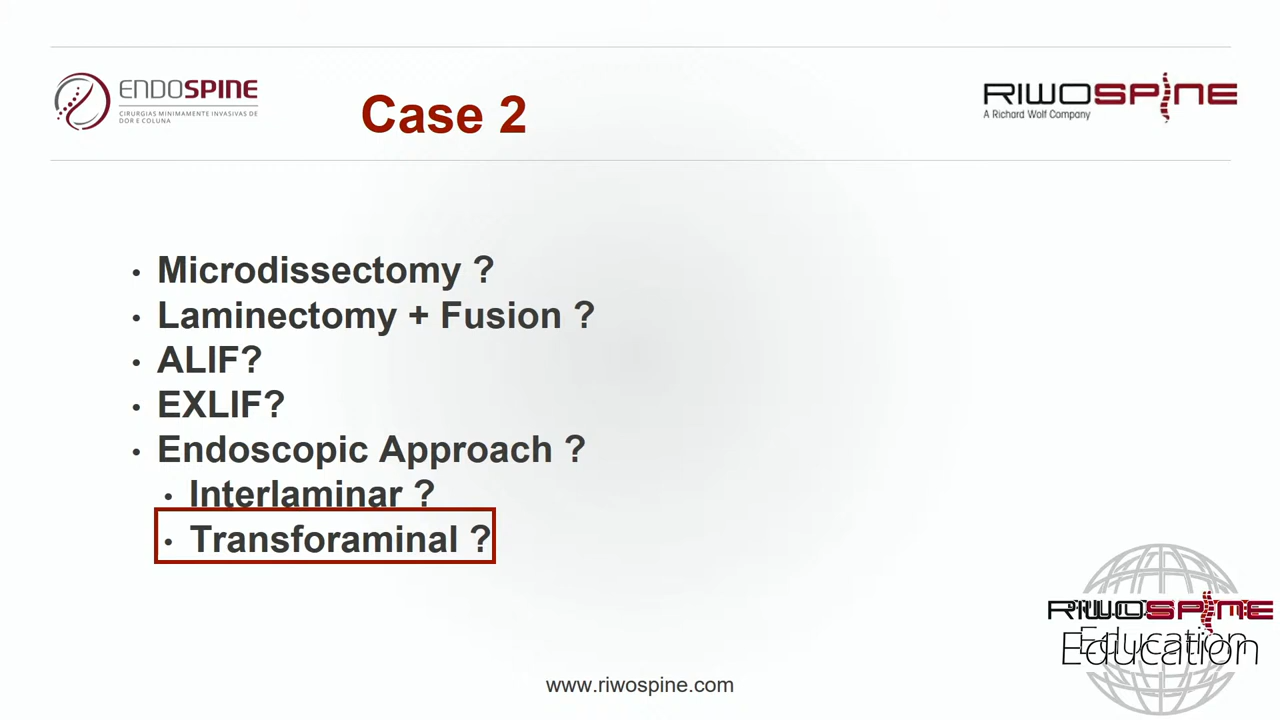 ENDOSPINE
CIRURGIAS MINIMAMENTE INVASIVAS DE
DOR E COLUNA
Case 2
RIWOSPINE
A Richard Wolf Company
• Microdissectomy ?
• Laminectomy + Fusion ?
• ALIF?
• EXLIF?
• Endoscopic Approach ?
• Interlaminar ?
• Transforaminal ?
RIWOSPINE
Education
www.riwospine.com